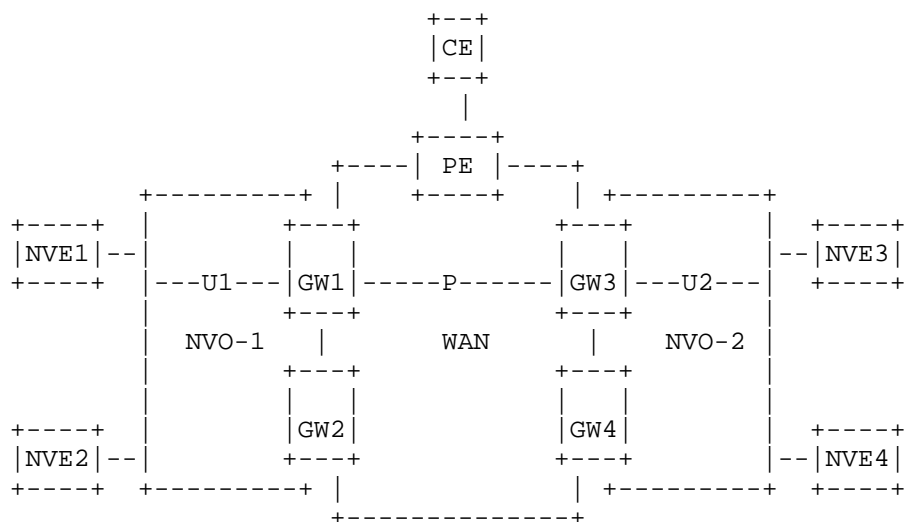 CE
PE
NVE1 GW1 GW3 NVE3
U1 P U2
NVO-1 WAN NVO-2
GW2 GW4
NVE2 NVE4